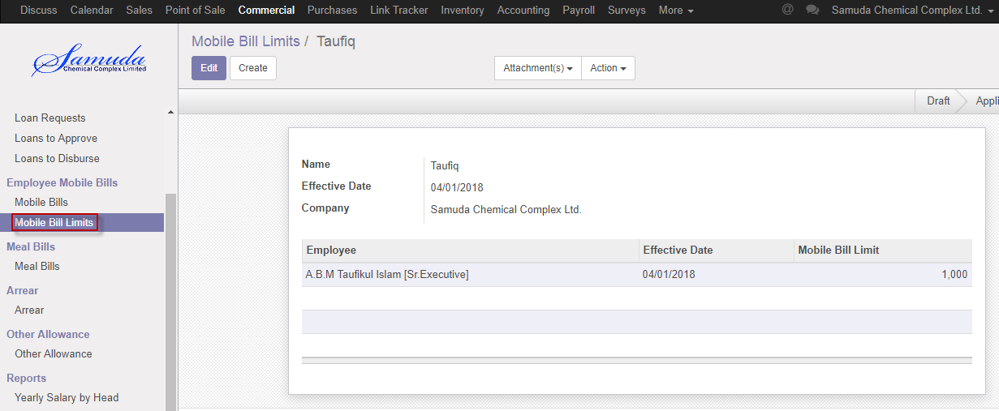 Discuss Calendar Sales Point of Sale Commercial Purchases Link Tracker Inventory Accounting Payroll Surveys More @ Samuda Chemical Complex Ltd.
Samuda
Chemical Complex Limited
Mobile Bill Limits / Taufiq
Edit Create Attachment(s) Action
Draft Appli
Loan Requests
Loans to Approve
Loans to Disburse
Employee Mobile Bills
Mobile Bills
Mobile Bill Limits
Meal Bills
Meal Bills
Arrear
Arrear
Other Allowance
Other Allowance
Reports
Yearly Salary by Head
Name Taufiq
Effective Date 04/01/2018
Company Samuda Chemical Complex Ltd.
Employee Effective Date Mobile Bill Limit
A.B.M Taufikul Islam [Sr.Executive] 04/01/2018 1,000